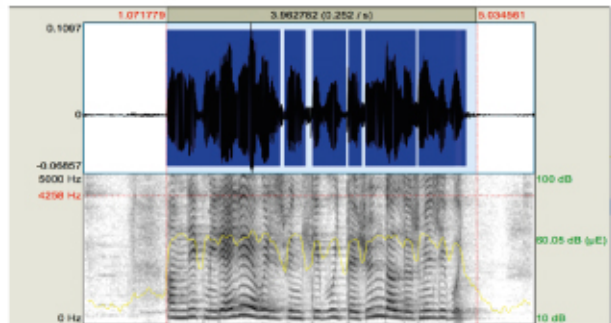 1.071779 3.962782 (0.252 / s) 5.034561
0.1097
0
-0.06857
5000 Hz 100 dB
4258 Hz
60.05 dB (µE)
0 Hz 10 dB